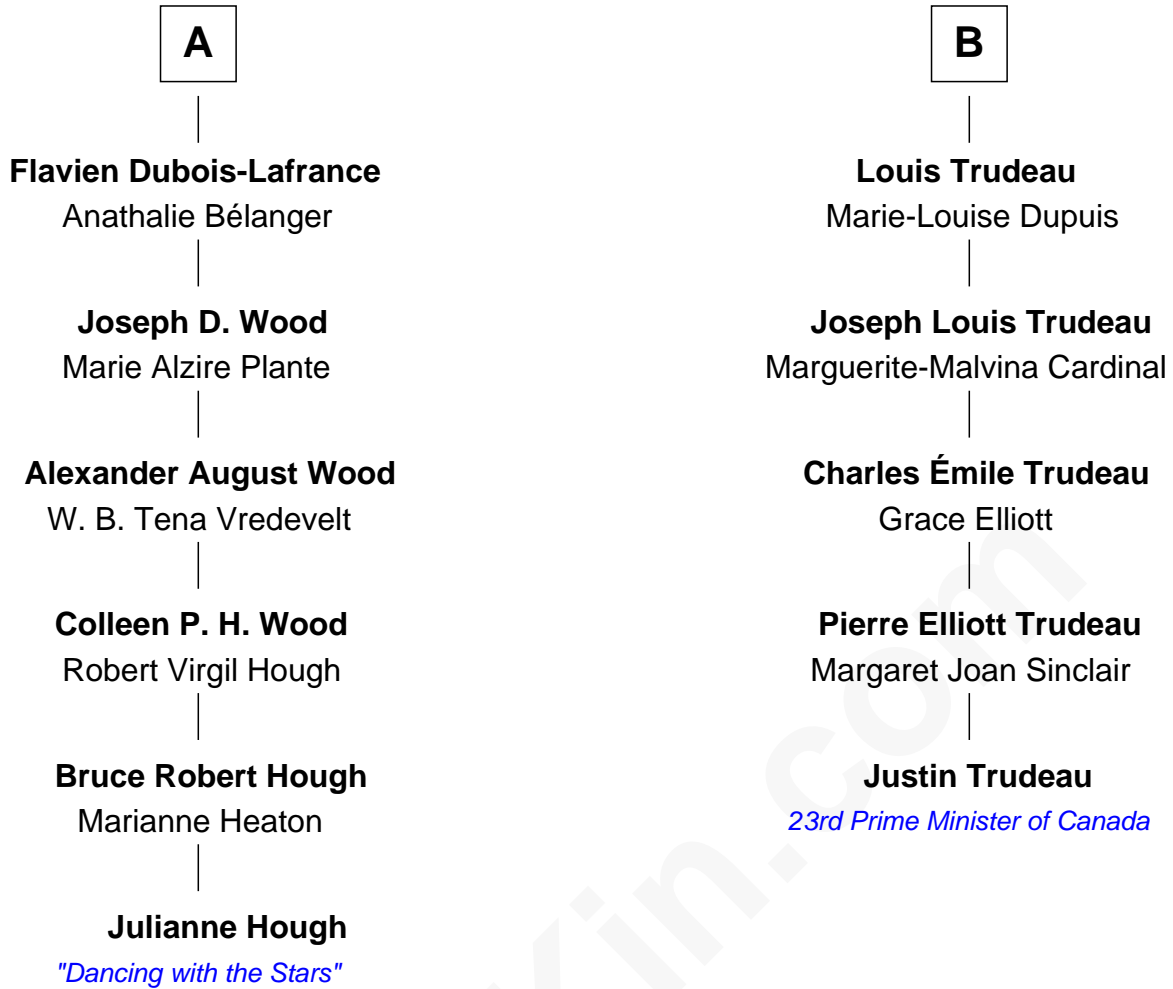 A
Flavien Dubois-Lafrance
Anathalie Bélanger
Joseph D. Wood
Marie Alzire Plante
Alexander August Wood
W. B. Tena Vredevelt
Colleen P. H. Wood
Robert Virgil Hough
Bruce Robert Hough
Marianne Heaton
Julianne Hough
"Dancing with the Stars"
B
Louis Trudeau
Marie-Louise Dupuis
Joseph Louis Trudeau
Marguerite-Malvina Cardinal
Charles Émile Trudeau
Grace Elliott
Pierre Elliott Trudeau
Margaret Joan Sinclair
Justin Trudeau
23rd Prime Minister of Canada
Kin.com